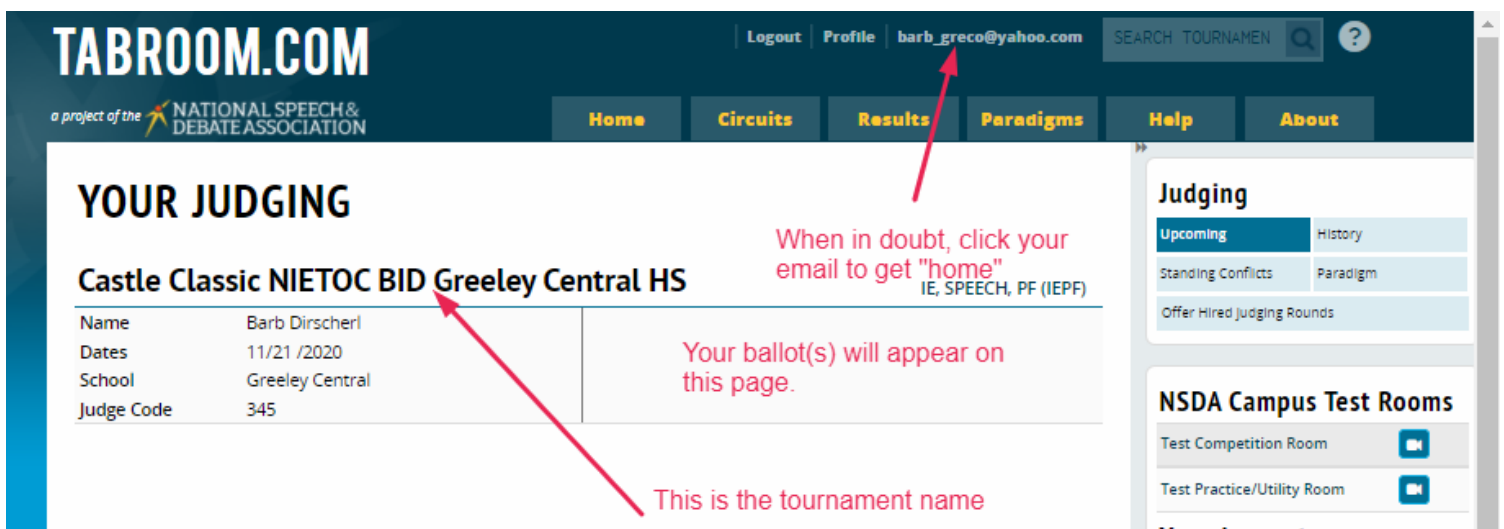 TABROOM.COM
Logout Profile barb_greco@yahoo.com SEARCH TOURNAMEN ?
a project of the NATIONAL SPEECH &
DEBATE ASSOCIATION
Home Circuits Results Paradigms Help About
YOUR JUDGING
When in doubt, click your
email to get "home"
Castle Classic NIETOC BID Greeley Central HS
IE, SPEECH, PF (IEPF)
Name Barb Dirscherl
Dates 11/21 /2020
School Greeley Central
Judge Code 345
Your ballot(s) will appear on
this page.
This is the tournament name
Judging
Upcoming History
Standing Conflicts Paradigm
Offer Hired Judging Rounds
NSDA Campus Test Rooms
Test Competition Room
Test Practice/Utility Room